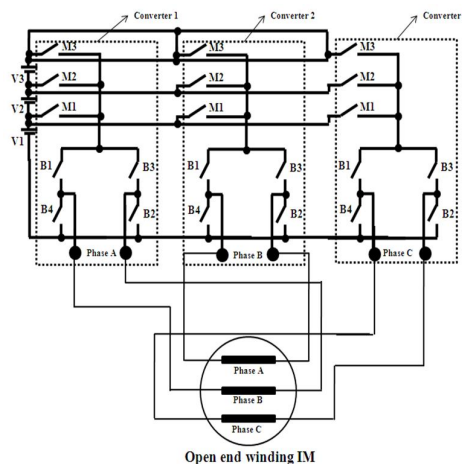 Converter 1
Converter 2
Converter
M3
M3
M3
V3
M2
M2
M2
V2
M1
M1
M1
V1
B1
B3
B1
B3
B1
B3
B4
B2
B4
B2
B4
B2
Phase A
Phase B
Phase C
Phase A
Phase B
Phase C
Open end winding IM